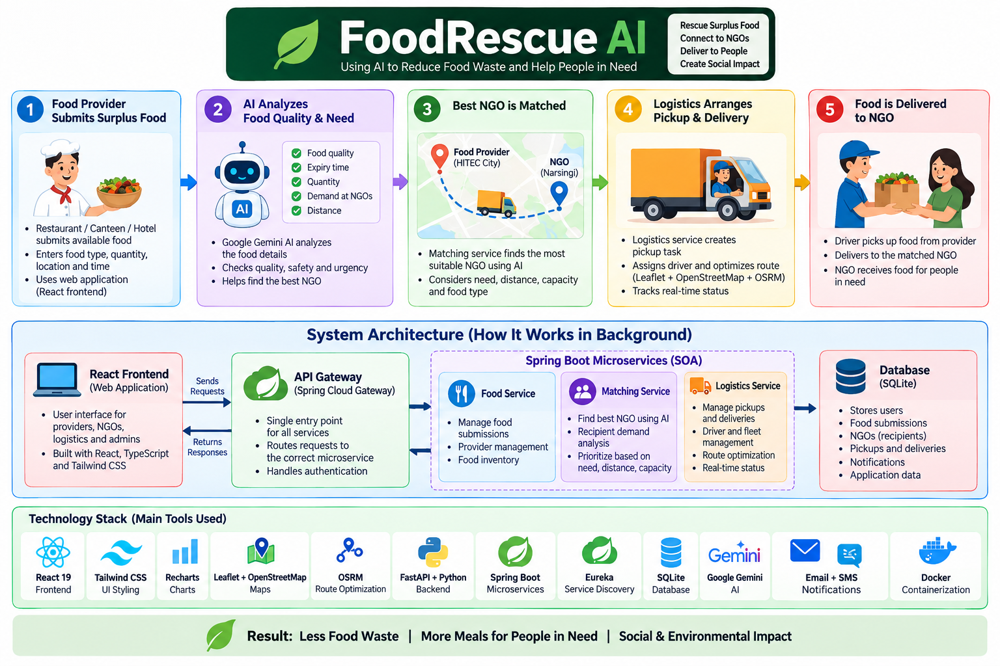 FoodRescue AI
Using AI to Reduce Food Waste and Help People in Need
Rescue Surplus Food
Connect to NGOs
Deliver to People
Create Social Impact
1
Food Provider
Submits Surplus Food
• Restaurant / Canteen / Hotel
submits available food
• Enters food type, quantity,
location and time
• Uses web application
(React frontend)
2
AI Analyzes
Food Quality & Need
AI
Food quality
Expiry time
Quantity
Demand at NGOs
Distance
• Google Gemini AI analyzes
the food details
• Checks quality, safety and urgency
• Helps find the best NGO
3
Best NGO is Matched
Food Provider
(HITEC City)
NGO
(Narsingi)
• Matching service finds the most
suitable NGO using AI
• Considers need, distance, capacity
and food type
4
Logistics Arranges
Pickup & Delivery
• Logistics service creates
pickup task
• Assigns driver and optimizes route
(Leaflet + OpenStreetMap + OSRM)
• Tracks real-time status
5
Food is Delivered
to NGO
• Driver picks up food from provider
• Delivers to the matched NGO
• NGO receives food for people
in need
System Architecture (How It Works in Background)
React Frontend
(Web Application)
• User interface for
providers, NGOs,
logistics and admins
• Built with React, TypeScript
and Tailwind CSS
Sends
Requests
Returns
Responses
API Gateway
(Spring Cloud Gateway)
• Single entry point
for all services
• Routes requests to
the correct microservice
• Handles authentication
Spring Boot Microservices (SOA)
Food Service
• Manage food
submissions
• Provider management
• Food inventory
Matching Service
• Find best NGO using AI
• Recipient demand
analysis
• Prioritize based on
need, distance, capacity
Logistics Service
• Manage pickups
and deliveries
• Driver and fleet
management
• Route optimization
• Real-time status
Database
(SQLite)
• Stores users
• Food submissions
• NGOs (recipients)
• Pickups and deliveries
• Notifications
• Application data
Technology Stack (Main Tools Used)
React 19
Frontend
Tailwind CSS
UI Styling
Recharts
Charts
Leaflet + OpenStreetMap
Maps
OSRM
Route Optimization
FastAPI + Python
Backend
Spring Boot
Microservices
Eureka
Service Discovery
SQLite
Database
Gemini
Google Gemini
AI
Email + SMS
Notifications
Docker
Containerization
Result: Less Food Waste | More Meals for People in Need | Social & Environmental Impact